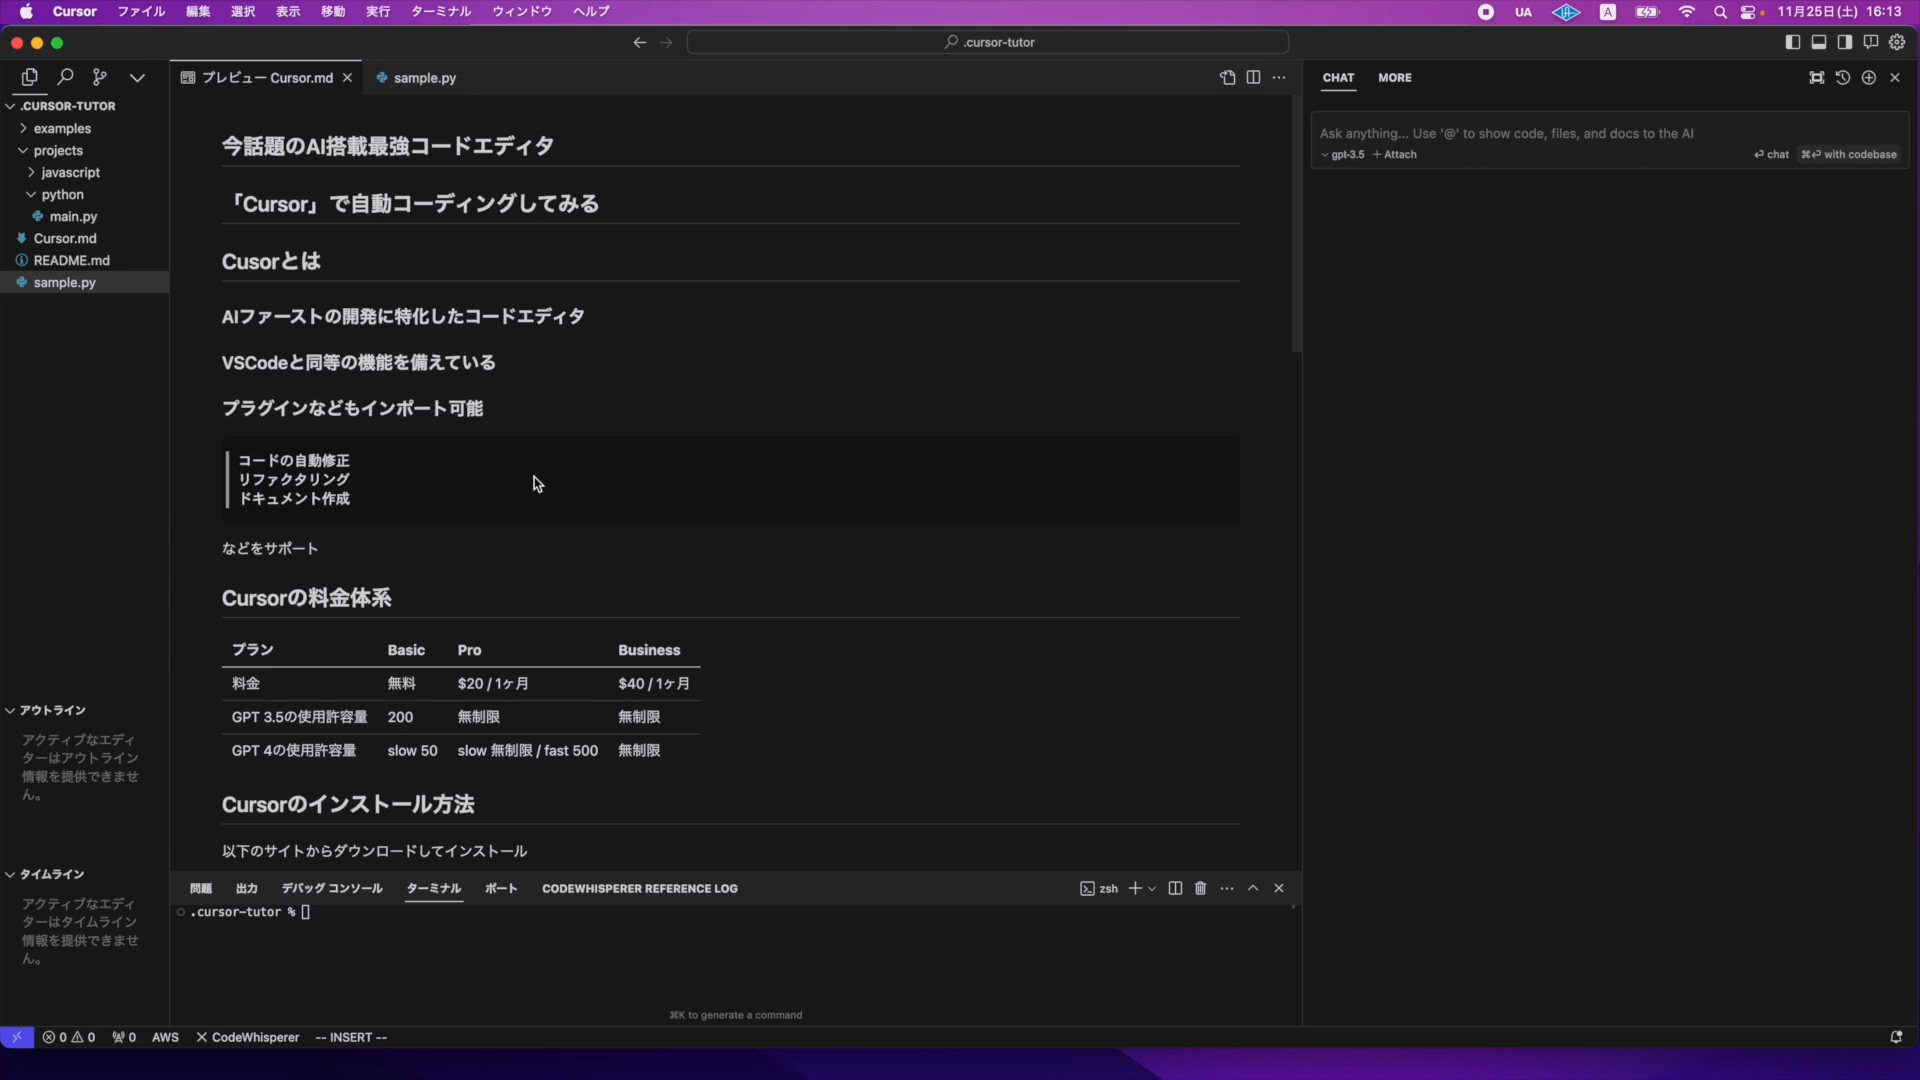 Cursor ファイル 編集 選択 表示 移動 実行 ターミナル ウィンドウ ヘルプ UA A 11月25日(土) 16:13
.cursor-tutor
プレビュー Cursor.md
sample.py
CHAT MORE
.CURSOR-TUTOR
examples
projects
javascript
python
main.py
Cursor.md
README.md
sample.py
アウトライン
アクティブなエディ
ターはアウトライン
情報を提供できませ
ん。
タイムライン
アクティブなエディ
ターはタイムライン
情報を提供できませ
ん。
今話題のAI搭載最強コードエディタ
「Cursor」で自動コーディングしてみる
Cusorとは
AIファーストの開発に特化したコードエディタ
VSCodeと同等の機能を備えている
プラグインなどもインポート可能
コードの自動修正
リファクタリング
ドキュメント作成
などをサポート
Cursorの料金体系
プラン Basic Pro Business
料金 無料 $20 / 1ヶ月 $40 / 1ヶ月
GPT 3.5の使用許容量 200 無制限 無制限
GPT 4の使用許容量 slow 50 slow 無制限 / fast 500 無制限
Cursorのインストール方法
以下のサイトからダウンロードしてインストール
Ask anything... Use '@' to show code, files, and docs to the AI
gpt-3.5 + Attach chat ⌘⏎ with codebase
問題 出力 デバッグ コンソール ターミナル ポート CODEWHISPERER REFERENCE LOG zsh
.cursor-tutor %
⌘K to generate a command
0 0 0 AWS CodeWhisperer -- INSERT --